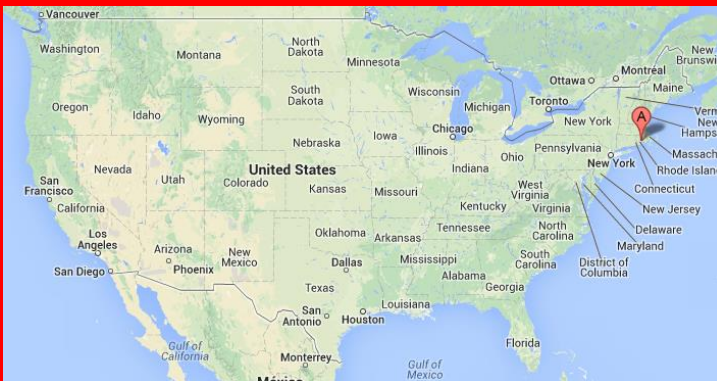 Vancouver
Washington
Montana
North
Dakota
Minnesota
Ottawa
Montréal
New
Brunsw
Maine
Oregon
Idaho
Wyoming
South
Dakota
Wisconsin
Michigan
Toronto
Verm
New
Hamps
A
New York
Massach
Nebraska
Iowa
Chicago
Illinois
Indiana
Ohio
Pennsylvania
New York
Rhode Island
Connecticut
Nevada
Utah
Colorado
United States
Kansas
Missouri
West
Virginia
Virginia
New Jersey
Delaware
Maryland
District of
Columbia
San
Francisco
California
Kentucky
Tennessee
North
Carolina
Los
Angeles
San Diego
Arizona
Phoenix
New
Mexico
Oklahoma
Arkansas
Dallas
Mississippi
Alabama
South
Carolina
Georgia
Texas
Louisiana
San
Antonio
Houston
Florida
Gulf of
California
Monterrey
Gulf of
Mexico
México